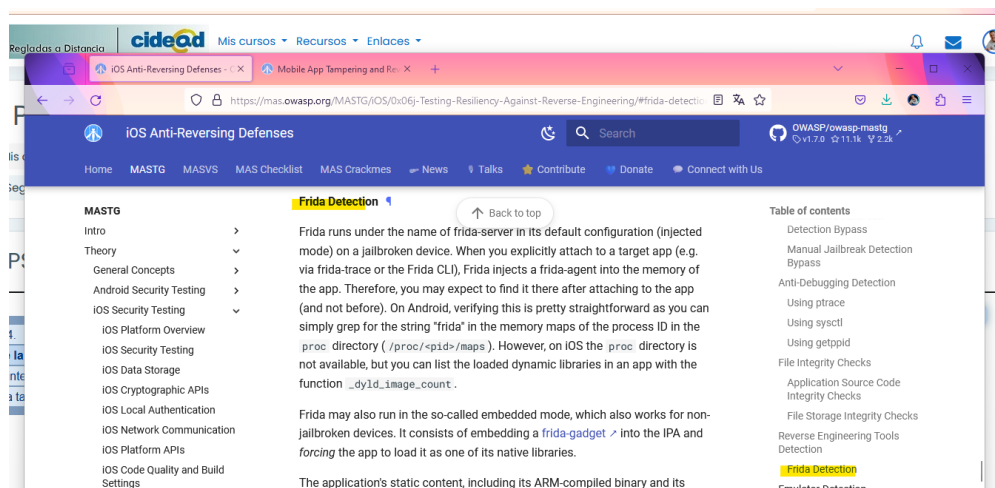 Regladas a Distancia
cidead
Mis cursos
Recursos
Enlaces
iOS Anti-Reversing Defenses -
Mobile App Tampering and Rev
https://mas.owasp.org/MASTG/iOS/0x06j-Testing-Resiliency-Against-Reverse-Engineering/#frida-detectio
iOS Anti-Reversing Defenses
Search
OWASP/owasp-mastg
v1.7.0 11.1k 2.2k
Home MASTG MASVS MAS Checklist MAS Crackmes News Talks Contribute Donate Connect with Us
MASTG
Intro
Theory
General Concepts
Android Security Testing
iOS Security Testing
iOS Platform Overview
iOS Security Testing
iOS Data Storage
iOS Cryptographic APIs
iOS Local Authentication
iOS Network Communication
iOS Platform APIs
iOS Code Quality and Build
Settings
Frida Detection ¶
Back to top
Frida runs under the name of frida-server in its default configuration (injected
mode) on a jailbroken device. When you explicitly attach to a target app (e.g.
via frida-trace or the Frida CLI), Frida injects a frida-agent into the memory of
the app. Therefore, you may expect to find it there after attaching to the app
(and not before). On Android, verifying this is pretty straightforward as you can
simply grep for the string "frida" in the memory maps of the process ID in the
proc directory ( /proc/<pid>/maps ). However, on iOS the proc directory is
not available, but you can list the loaded dynamic libraries in an app with the
function _dyld_image_count .
Frida may also run in the so-called embedded mode, which also works for non-
jailbroken devices. It consists of embedding a frida-gadget into the IPA and
forcing the app to load it as one of its native libraries.
The application's static content, including its ARM-compiled binary and its
Table of contents
Detection Bypass
Manual Jailbreak Detection
Bypass
Anti-Debugging Detection
Using ptrace
Using sysctl
Using getppid
File Integrity Checks
Application Source Code
Integrity Checks
File Storage Integrity Checks
Reverse Engineering Tools
Detection
Frida Detection
Emulator Detection